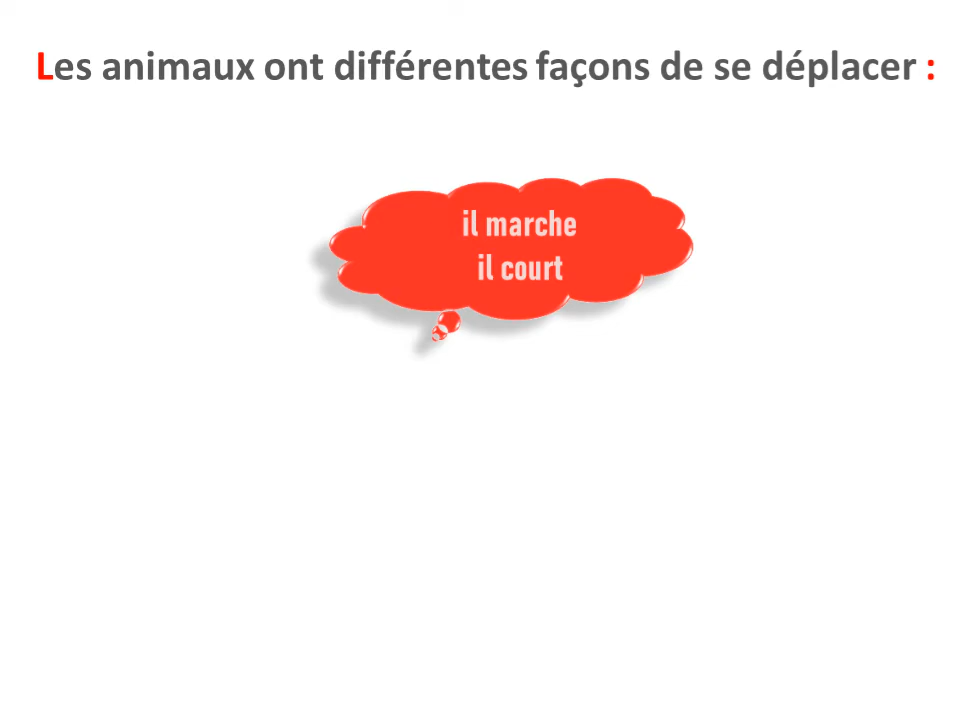 Les animaux ont différentes façons de se déplacer :
il marche
il court